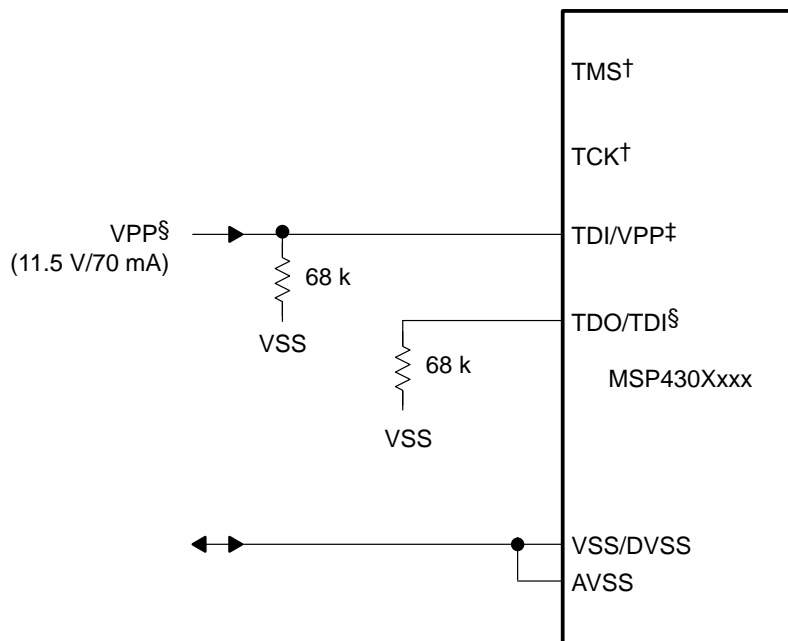 TMS†
TCK†
VPP§
(11.5 V/70 mA)
TDI/VPP‡
68 k
VSS
TDO/TDI§
68 k
VSS
MSP430Xxxx
VSS/DVSS
AVSS